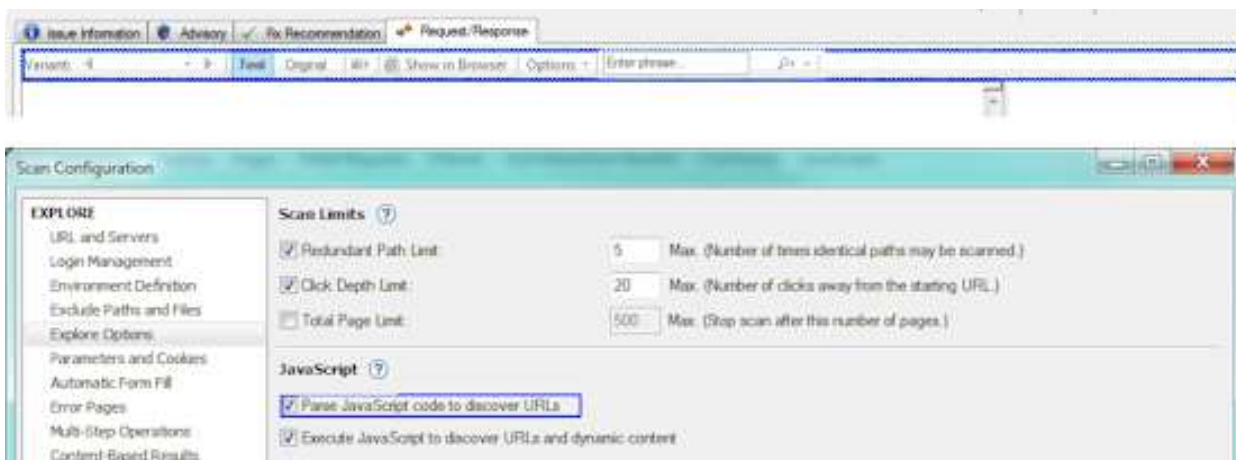 Issue Information Advisory Fix Recommendation Request/Response
Variant: 4 Test Original Show in Browser Options Enter phrase...
Scan Configuration
EXPLORE
URL and Servers
Login Management
Environment Definition
Exclude Paths and Files
Explore Options
Parameters and Cookies
Automatic Form Fill
Error Pages
Multi-Step Operations
Content-Based Results
Scan Limits ?
Redundant Path Limit: 5 Max. (Number of times identical paths may be scanned.)
Click Depth Limit: 20 Max. (Number of clicks away from the starting URL.)
Total Page Limit: 500 Max. (Stop scan after this number of pages.)
JavaScript ?
Parse JavaScript code to discover URLs
Execute JavaScript to discover URLs and dynamic content